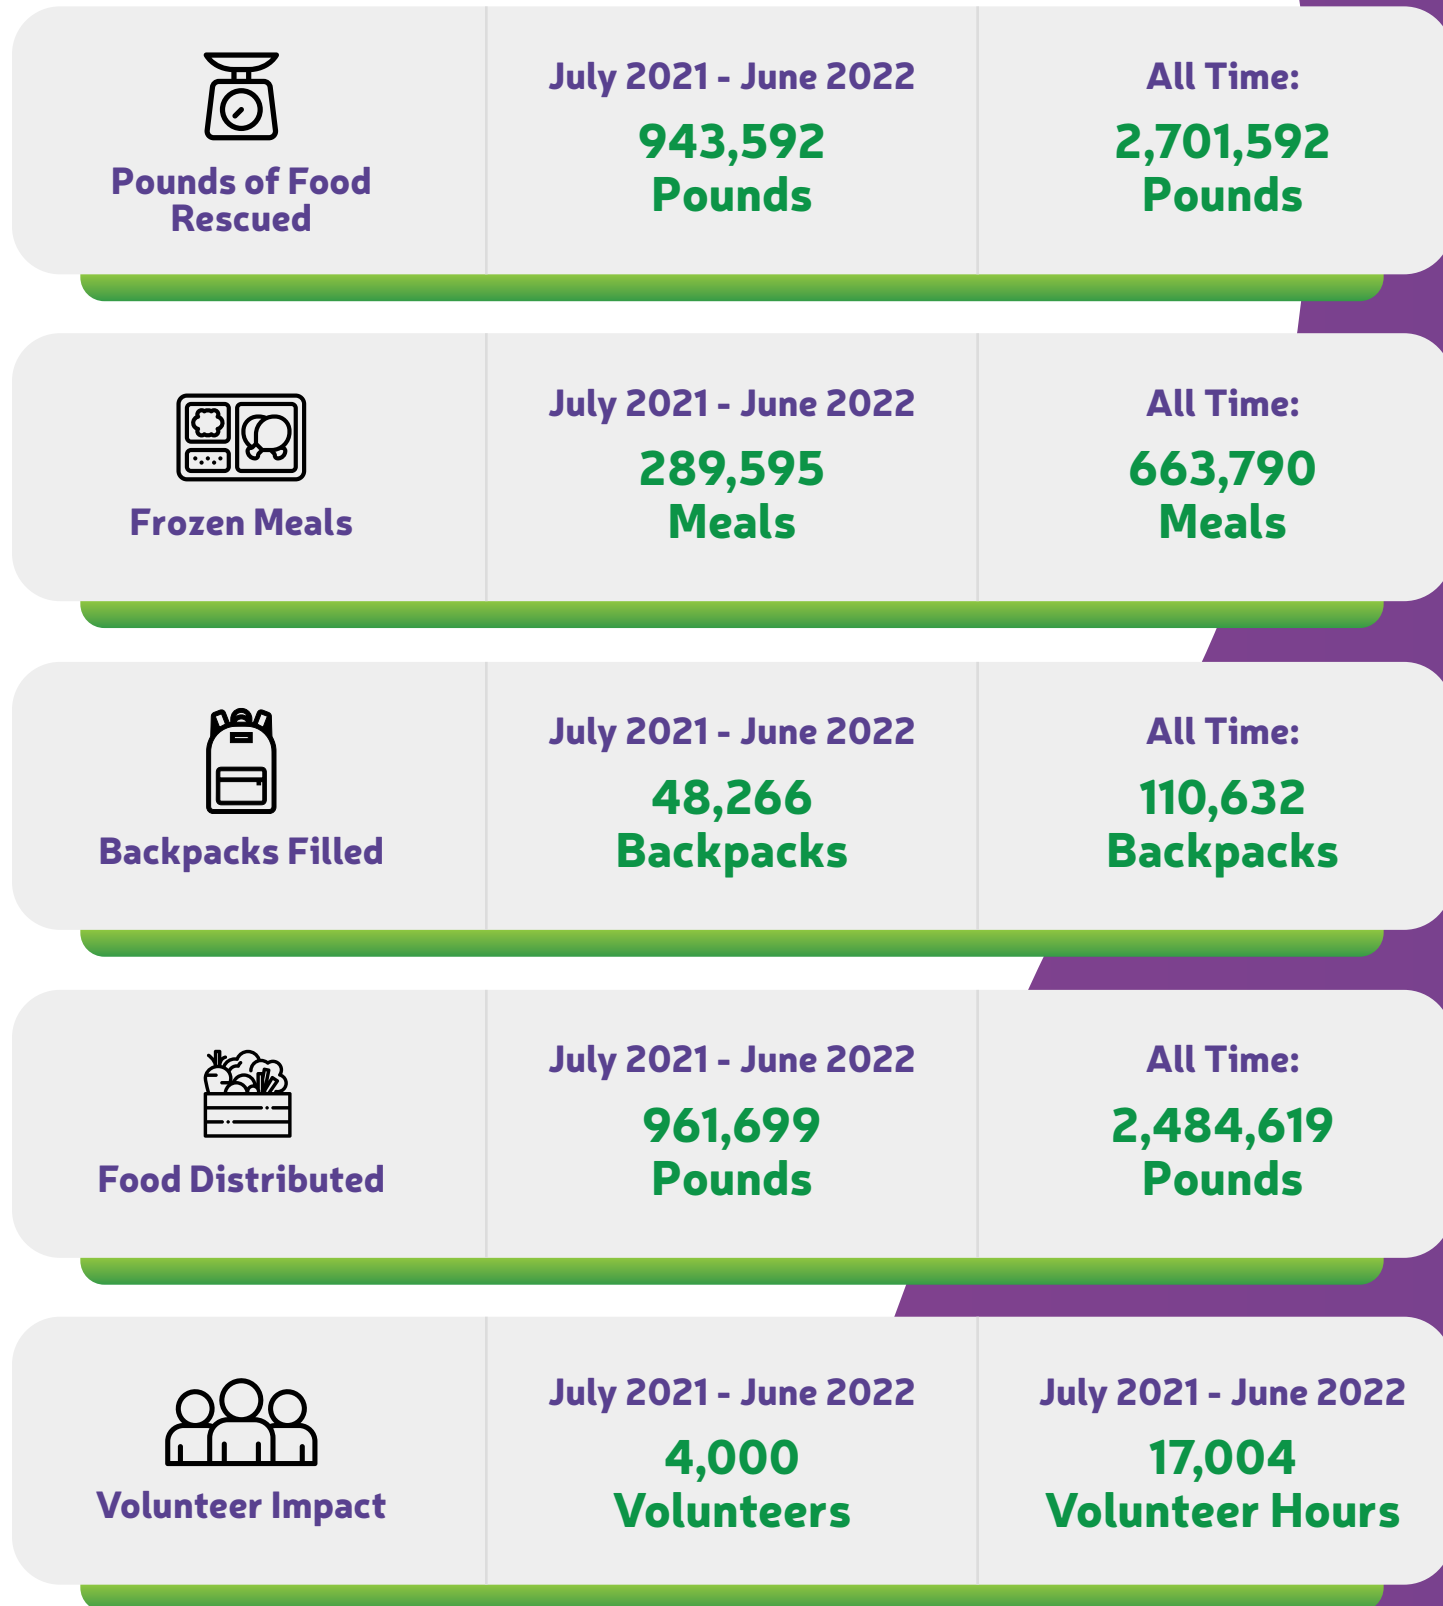 Pounds of Food
Rescued
July 2021 - June 2022
943,592
Pounds
All Time:
2,701,592
Pounds
Frozen Meals
July 2021 - June 2022
289,595
Meals
All Time:
663,790
Meals
Backpacks Filled
July 2021 - June 2022
48,266
Backpacks
All Time:
110,632
Backpacks
Food Distributed
July 2021 - June 2022
961,699
Pounds
All Time:
2,484,619
Pounds
Volunteer Impact
July 2021 - June 2022
4,000
Volunteers
July 2021 - June 2022
17,004
Volunteer Hours